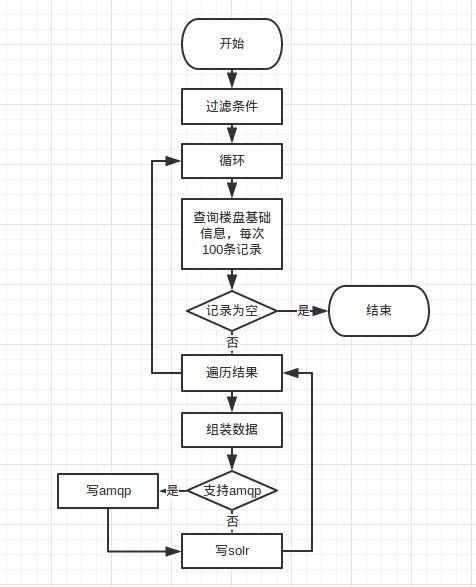 开始
过滤条件
循环
查询楼盘基础
信息，每次
100条记录
记录为空
是
结束
否
遍历结果
组装数据
支持amqp
是
写amqp
否
写solr